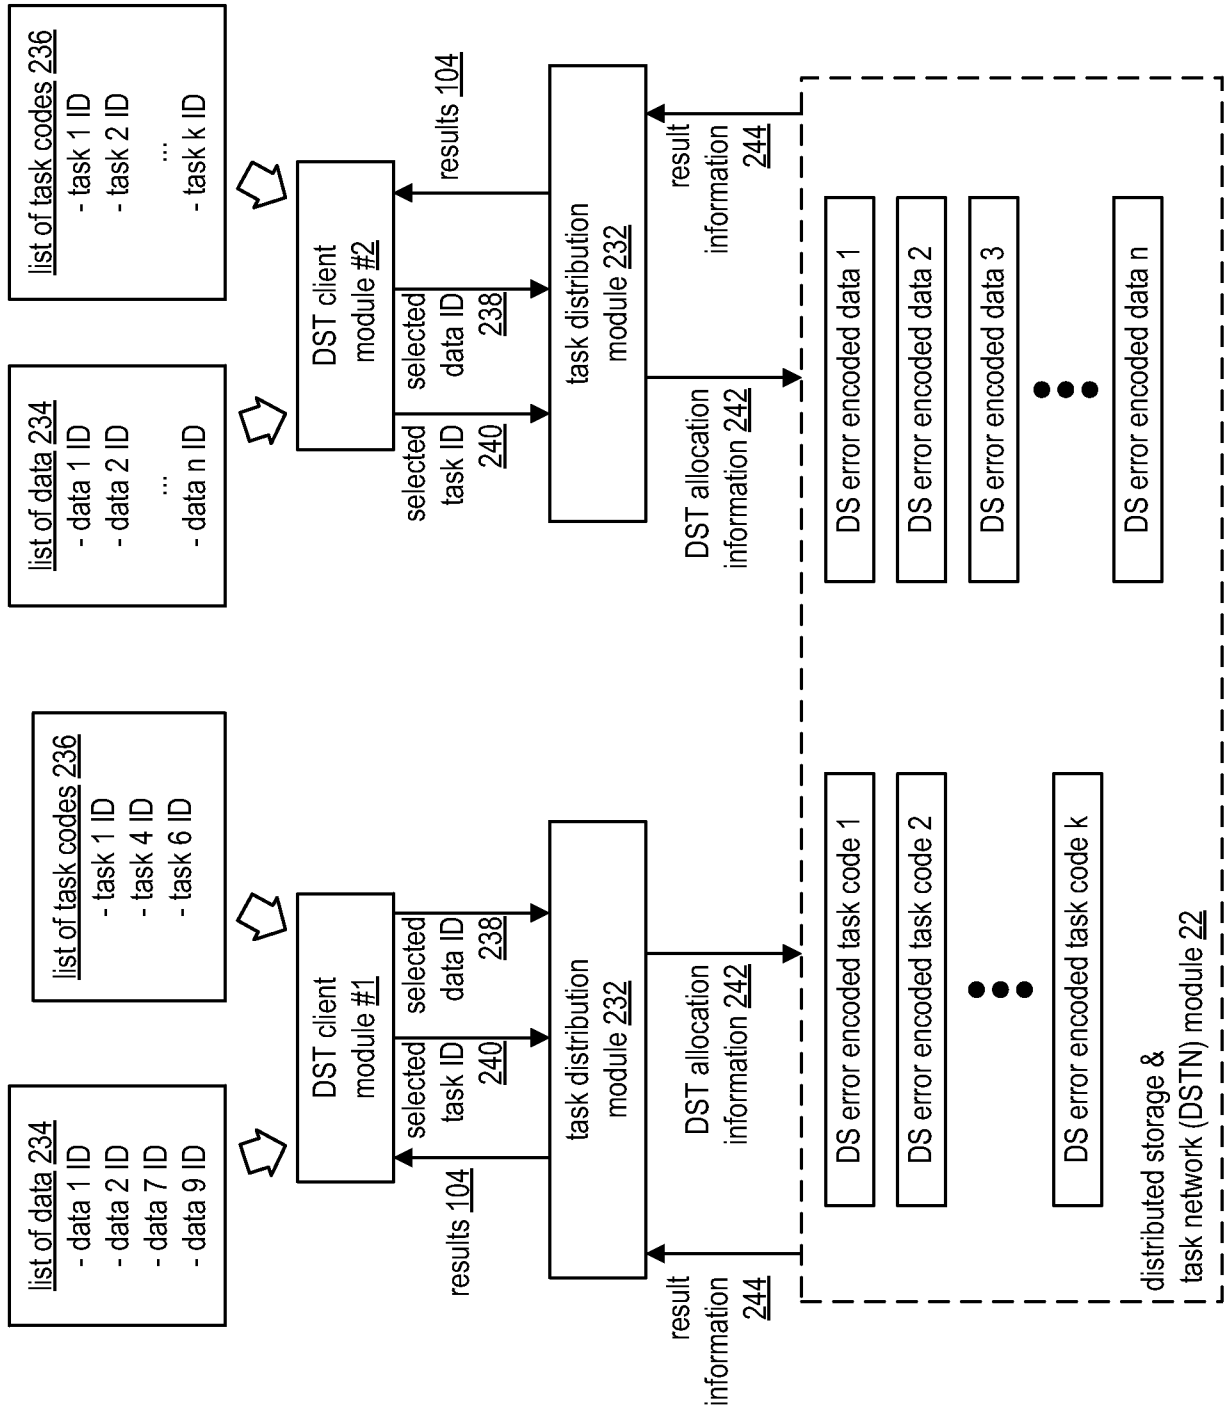 list of data 234
- data 1 ID
- data 2 ID
- data 7 ID
- data 9 ID
list of task codes 236
- task 1 ID
- task 4 ID
- task 6 ID
list of data 234
- data 1 ID
- data 2 ID
...
- data n ID
list of task codes 236
- task 1 ID
- task 2 ID
...
- task k ID
DST client
module #1
DST client
module #2
results 104
selected
task ID
240
selected
data ID
238
selected
task ID
240
selected
data ID
238
results 104
task distribution
module 232
task distribution
module 232
result
information
244
DST allocation
information 242
DST allocation
information 242
result
information
244
DS error encoded task code 1
DS error encoded task code 2
DS error encoded task code k
DS error encoded data 1
DS error encoded data 2
DS error encoded data 3
DS error encoded data n
distributed storage &
task network (DSTN) module 22